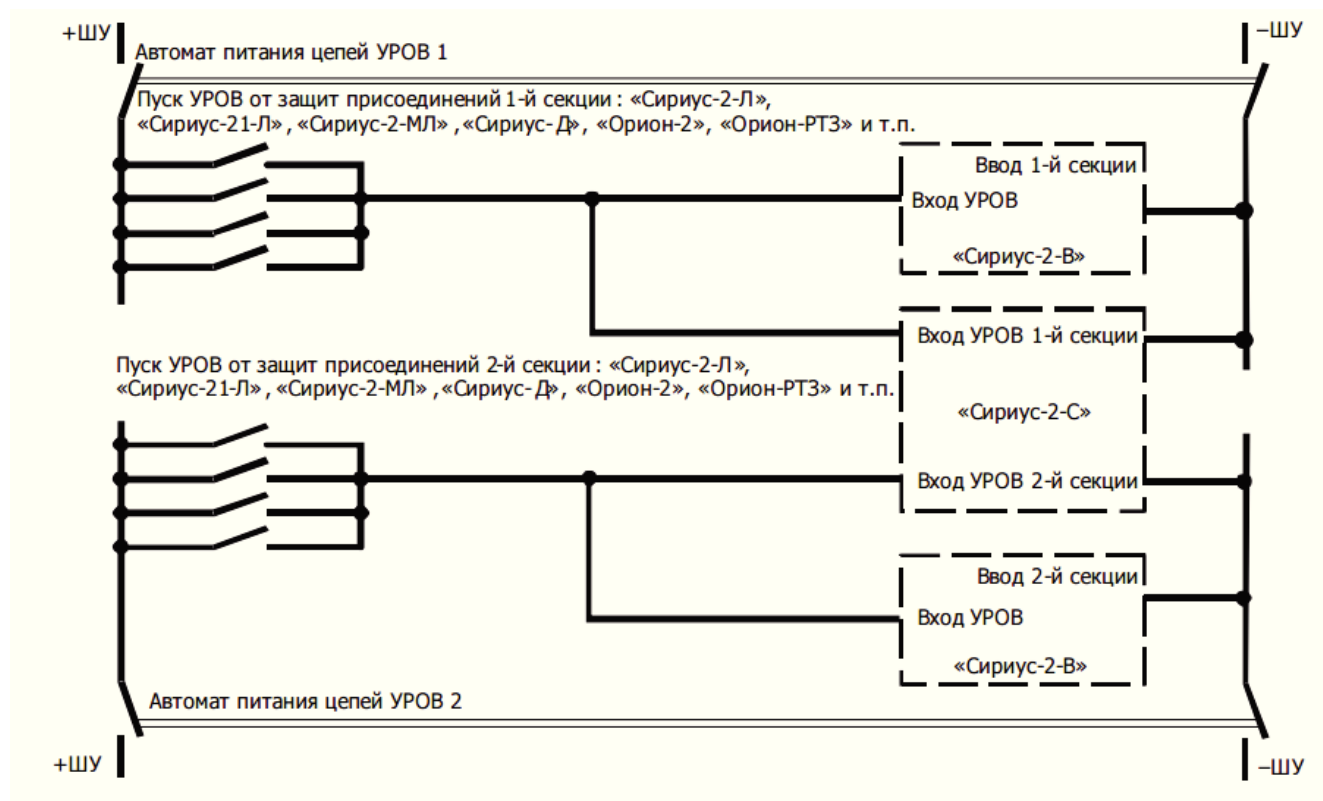 +ШУ
–ШУ
Автомат питания цепей УРОВ 1
Пуск УРОВ от защит присоединений 1-й секции : «Сириус-2-Л»,
«Сириус-21-Л» , «Сириус-2-МЛ» , «Сириус- Д», «Орион-2», «Орион-РТЗ» и т.п.
Ввод 1-й секции
Вход УРОВ
«Сириус-2-В»
Вход УРОВ 1-й секции
Пуск УРОВ от защит присоединений 2-й секции : «Сириус-2-Л»,
«Сириус-21-Л» , «Сириус-2-МЛ» , «Сириус- Д», «Орион-2», «Орион-РТЗ» и т.п.
«Сириус-2-С»
Вход УРОВ 2-й секции
Ввод 2-й секции
Вход УРОВ
«Сириус-2-В»
Автомат питания цепей УРОВ 2
+ШУ
–ШУ